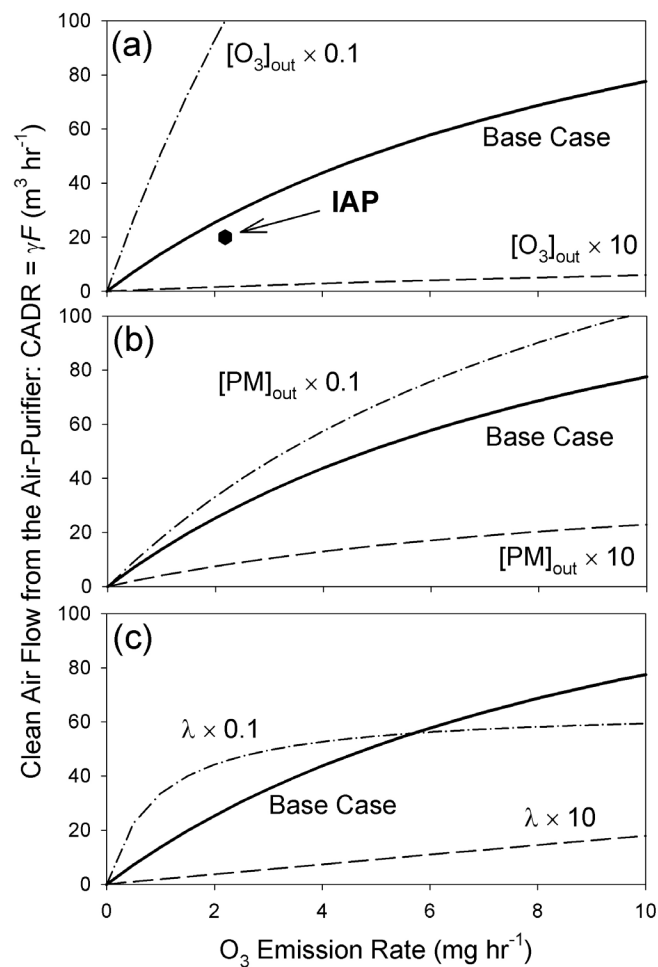 Clean Air Flow from the Air-Purifier: CADR = γF (m³ hr⁻¹)
100
80
60
40
20
0
(a)
[O₃]out × 0.1
Base Case
IAP
[O₃]out × 10
100
80
60
40
20
0
(b)
[PM]out × 0.1
Base Case
[PM]out × 10
100
80
60
40
20
0
(c)
λ × 0.1
Base Case
λ × 10
0 2 4 6 8 10
O₃ Emission Rate (mg hr⁻¹)